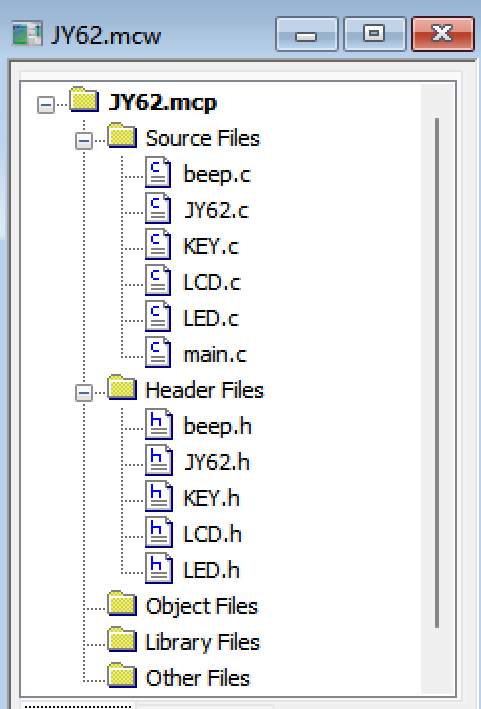 JY62.mcw
JY62.mcp
Source Files
beep.c
JY62.c
KEY.c
LCD.c
LED.c
main.c
Header Files
beep.h
JY62.h
KEY.h
LCD.h
LED.h
Object Files
Library Files
Other Files